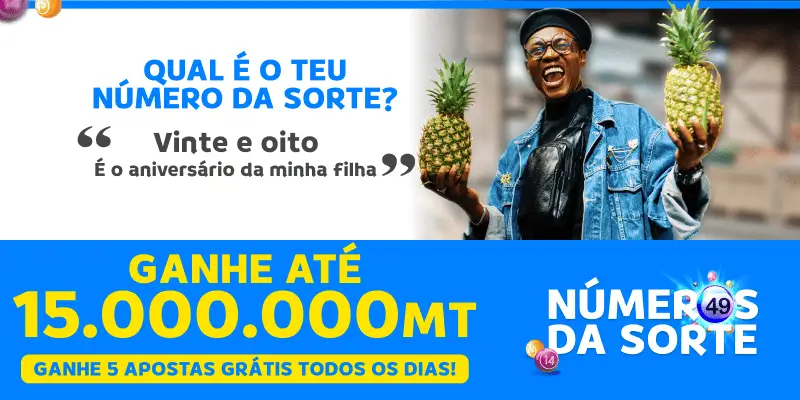 QUAL É O TEU
NÚMERO DA SORTE?
“ Vinte e oito
É o aniversário da minha filha ”
GANHE ATÉ
15.000.000MT
GANHE 5 APOSTAS GRÁTIS TODOS OS DIAS!
NÚMEROS
49
DA SORTE
14